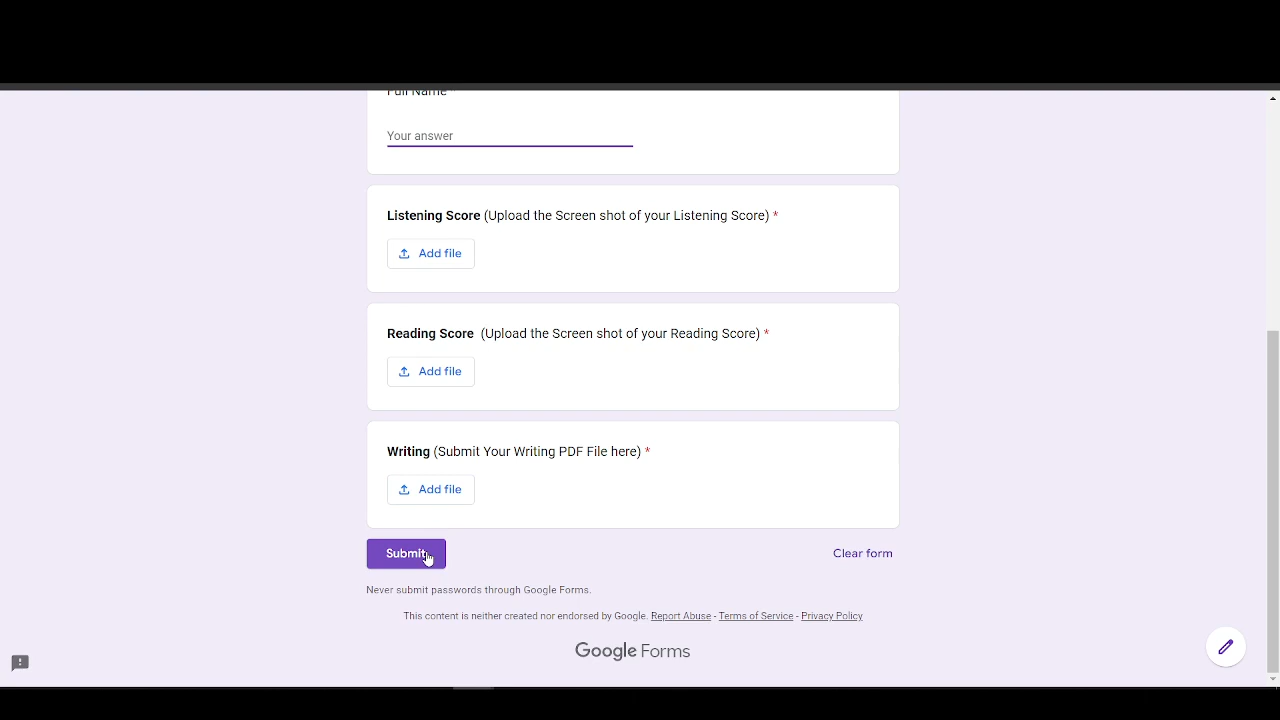 Full Name *
Your answer
Listening Score (Upload the Screen shot of your Listening Score) *
Add file
Reading Score (Upload the Screen shot of your Reading Score) *
Add file
Writing (Submit Your Writing PDF File here) *
Add file
Submit
Clear form
Never submit passwords through Google Forms.
This content is neither created nor endorsed by Google. Report Abuse - Terms of Service - Privacy Policy
Google Forms